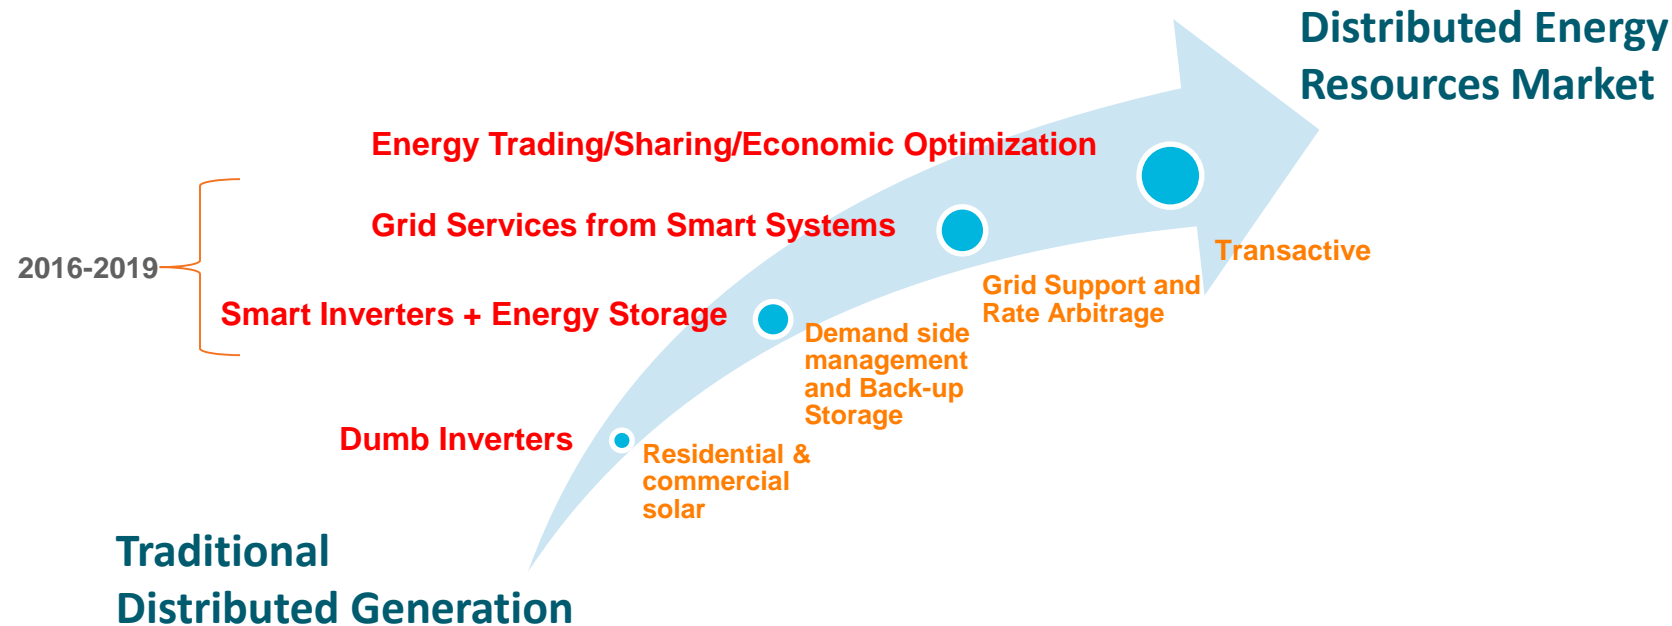 Distributed Energy
Resources Market
Energy Trading/Sharing/Economic Optimization
Grid Services from Smart Systems
Transactive
2016-2019
Grid Support and
Rate Arbitrage
Smart Inverters + Energy Storage
Demand side
management
and Back-up
Storage
Dumb Inverters
Residential &
commercial
solar
Traditional
Distributed Generation